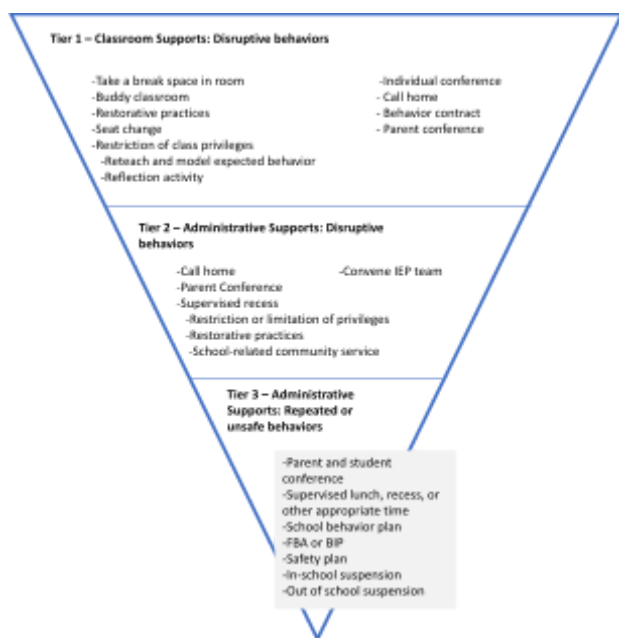 Tier 1 – Classroom Supports: Disruptive behaviors
-Take a break space in room
-Buddy classroom
-Restorative practices
-Seat change
-Restriction of class privileges
-Reteach and model expected behavior
-Reflection activity
-Individual conference
- Call home
- Behavior contract
- Parent conference
Tier 2 – Administrative Supports: Disruptive
behaviors
-Call home
-Parent Conference
-Supervised recess
-Restriction or limitation of privileges
-Restorative practices
-School-related community service
-Convene IEP team
Tier 3 – Administrative
Supports: Repeated or
unsafe behaviors
-Parent and student
conference
-Supervised lunch, recess, or
other appropriate time
-School behavior plan
-FBA or BIP
-Safety plan
-In-school suspension
-Out of school suspension